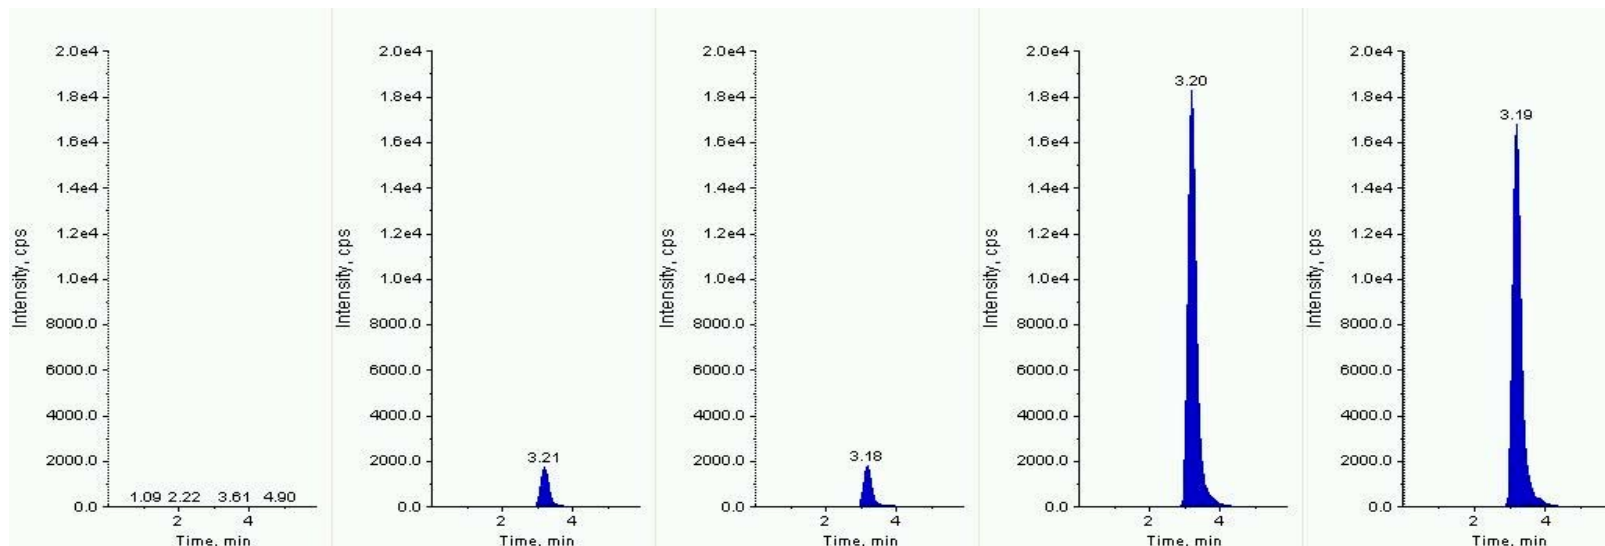 2.0e4
1.8e4
1.6e4
1.4e4
1.2e4
1.0e4
8000.0
6000.0
4000.0
2000.0
0.0
Intensity, cps
1.09 2.22 3.61 4.90
2 4
Time, min
2.0e4
1.8e4
1.6e4
1.4e4
1.2e4
1.0e4
8000.0
6000.0
4000.0
2000.0
0.0
Intensity, cps
3.21
2 4
Time, min
2.0e4
1.8e4
1.6e4
1.4e4
1.2e4
1.0e4
8000.0
6000.0
4000.0
2000.0
0.0
Intensity, cps
3.18
2 4
Time, min
2.0e4
1.8e4
1.6e4
1.4e4
1.2e4
1.0e4
8000.0
6000.0
4000.0
2000.0
0.0
Intensity, cps
3.20
2 4
Time, min
2.0e4
1.8e4
1.6e4
1.4e4
1.2e4
1.0e4
8000.0
6000.0
4000.0
2000.0
0.0
Intensity, cps
3.19
2 4
Time, min